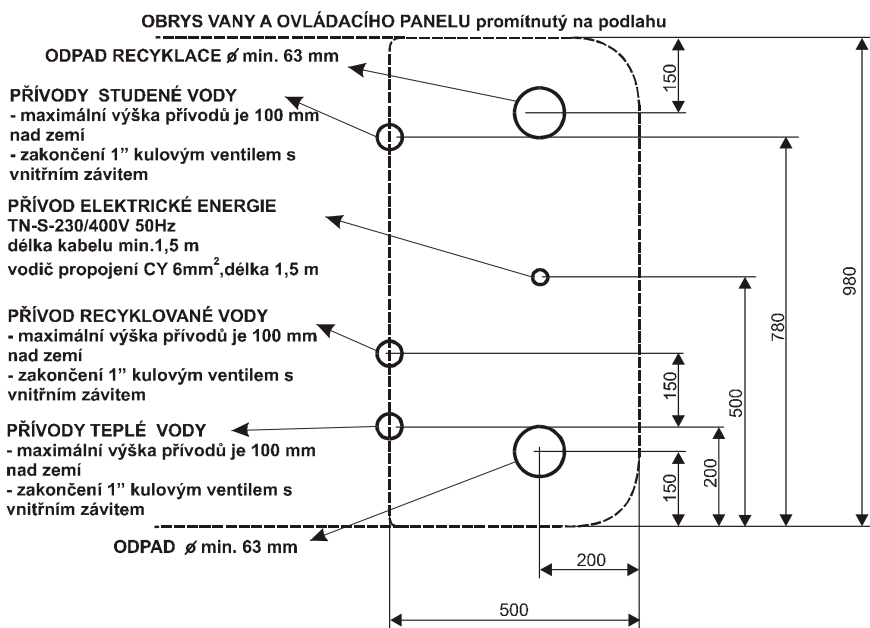 OBRYS VANY A OVLÁDACÍHO PANELU promítnutý na podlahu
ODPAD RECYKLACE ø min. 63 mm
PŘÍVODY STUDENÉ VODY
- maximální výška přívodů je 100 mm
nad zemí
- zakončení 1” kulovým ventilem s
vnitřním závitem
PŘÍVOD ELEKTRICKÉ ENERGIE
TN-S-230/400V 50Hz
délka kabelu min.1,5 m
vodič propojení CY 6mm²,délka 1,5 m
PŘÍVOD RECYKLOVANÉ VODY
- maximální výška přívodů je 100 mm
nad zemí
- zakončení 1” kulovým ventilem s
vnitřním závitem
PŘÍVODY TEPLÉ VODY
- maximální výška přívodů je 100 mm
nad zemí
- zakončení 1” kulovým ventilem s
vnitřním závitem
ODPAD ø min. 63 mm
150
980
780
500
150
200
150
200
500